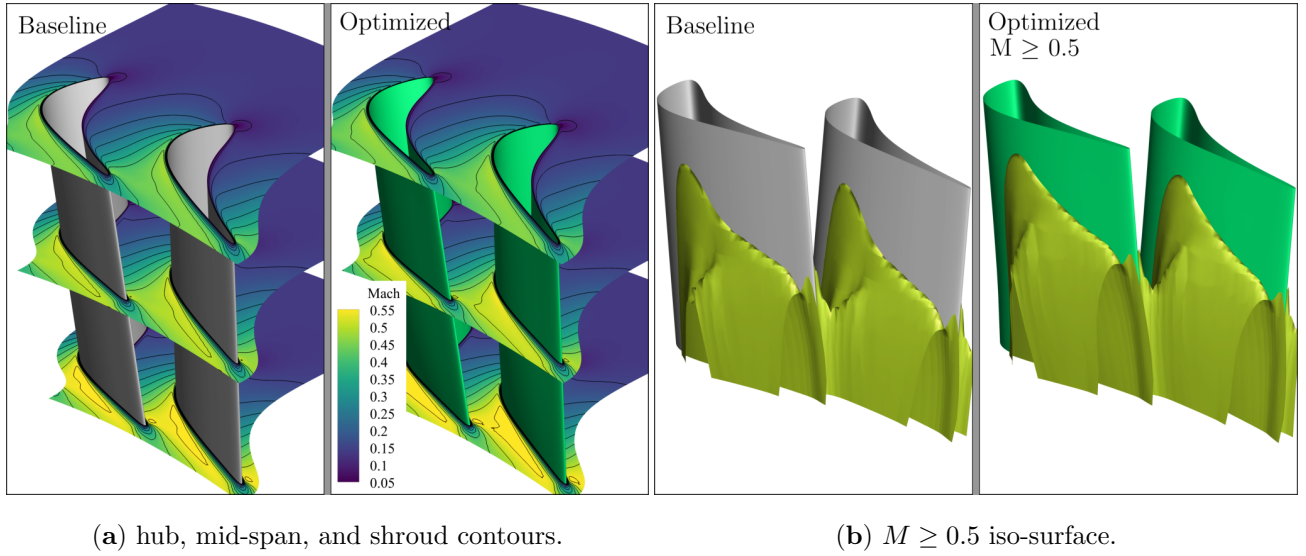 Baseline
Optimized
Mach
0.55
0.5
0.45
0.4
0.35
0.3
0.25
0.2
0.15
0.1
0.05
Baseline
Optimized
M ≥ 0.5
(a) hub, mid-span, and shroud contours.
(b) M ≥ 0.5 iso-surface.